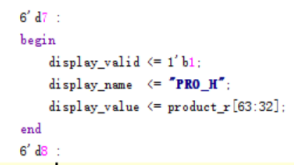 6'd7 :
begin
display_valid <= 1'b1;
display_name <= "PRO_H";
display_value <= product_r[63:32];
end
6'd8 :